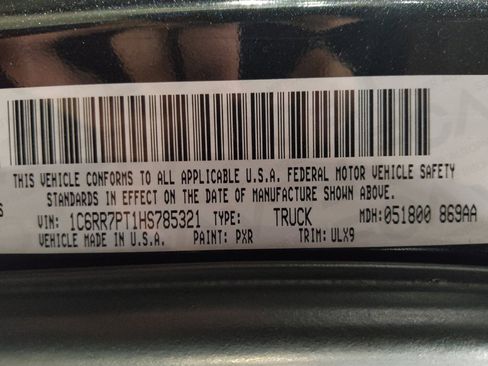 THIS VEHICLE CONFORMS TO ALL APPLICABLE U.S.A. FEDERAL MOTOR VEHICLE SAFETY
STANDARDS IN EFFECT ON THE DATE OF MANUFACTURE SHOWN ABOVE.
VIN: 1C6RR7PT1HS785321 TYPE: TRUCK MDH: 051800 869AA
VEHICLE MADE IN U.S.A. PAINT: PXR TRIM: ULX9